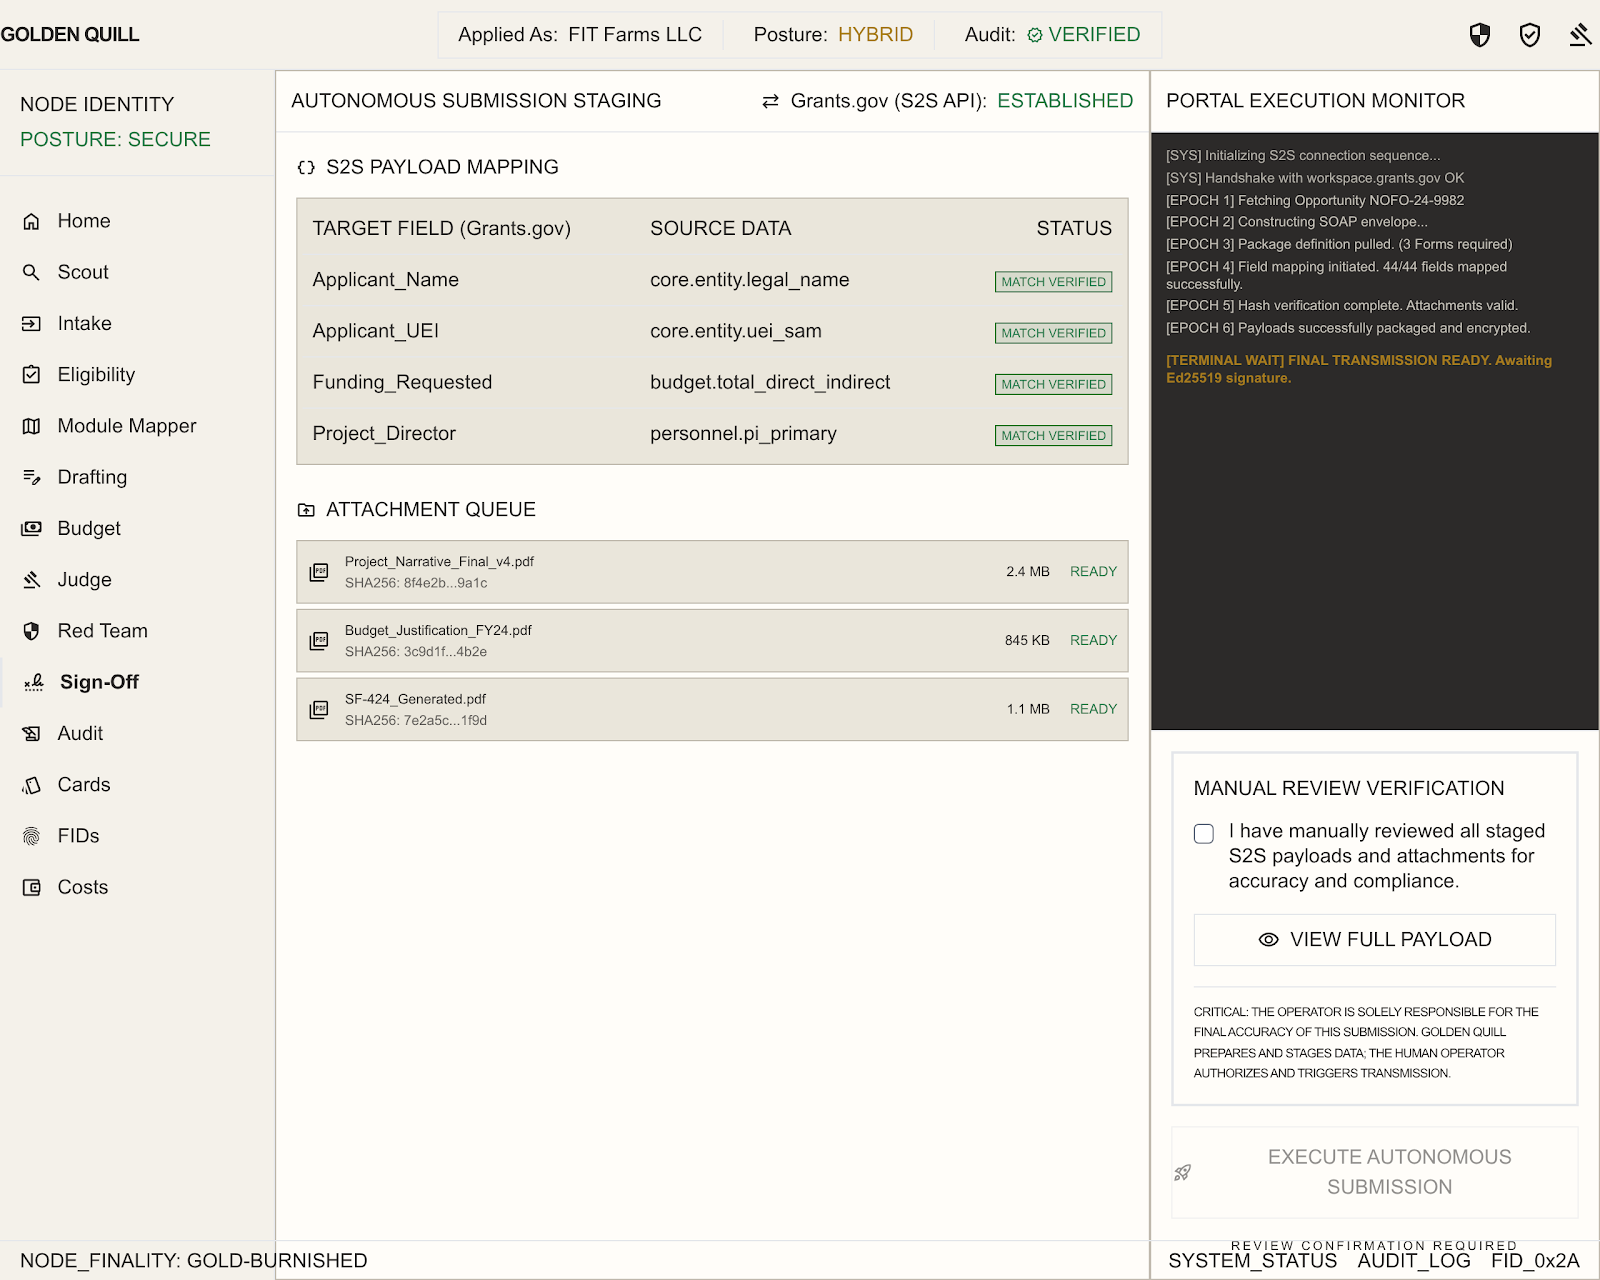 GOLDEN QUILL
Applied As: FIT Farms LLC
Posture: HYBRID
Audit: VERIFIED
NODE IDENTITY
POSTURE: SECURE
Home
Scout
Intake
Eligibility
Module Mapper
Drafting
Budget
Judge
Red Team
Sign-Off
Audit
Cards
FIDs
Costs
AUTONOMOUS SUBMISSION STAGING
Grants.gov (S2S API): ESTABLISHED
S2S PAYLOAD MAPPING
TARGET FIELD (Grants.gov) SOURCE DATA STATUS
Applicant_Name core.entity.legal_name MATCH VERIFIED
Applicant_UEI core.entity.uei_sam MATCH VERIFIED
Funding_Requested budget.total_direct_indirect MATCH VERIFIED
Project_Director personnel.pi_primary MATCH VERIFIED
ATTACHMENT QUEUE
Project_Narrative_Final_v4.pdf
SHA256: 8f4e2b...9a1c
2.4 MB READY
Budget_Justification_FY24.pdf
SHA256: 3c9d1f...4b2e
845 KB READY
SF-424_Generated.pdf
SHA256: 7e2a5c...1f9d
1.1 MB READY
PORTAL EXECUTION MONITOR
[SYS] Initializing S2S connection sequence...
[SYS] Handshake with workspace.grants.gov OK
[EPOCH 1] Fetching Opportunity NOFO-24-9982
[EPOCH 2] Constructing SOAP envelope...
[EPOCH 3] Package definition pulled. (3 Forms required)
[EPOCH 4] Field mapping initiated. 44/44 fields mapped
successfully.
[EPOCH 5] Hash verification complete. Attachments valid.
[EPOCH 6] Payloads successfully packaged and encrypted.
[TERMINAL WAIT] FINAL TRANSMISSION READY. Awaiting
Ed25519 signature.
MANUAL REVIEW VERIFICATION
I have manually reviewed all staged
S2S payloads and attachments for
accuracy and compliance.
VIEW FULL PAYLOAD
CRITICAL: THE OPERATOR IS SOLELY RESPONSIBLE FOR THE
FINAL ACCURACY OF THIS SUBMISSION. GOLDEN QUILL
PREPARES AND STAGES DATA; THE HUMAN OPERATOR
AUTHORIZES AND TRIGGERS TRANSMISSION.
EXECUTE AUTONOMOUS
SUBMISSION
REVIEW CONFIRMATION REQUIRED
NODE_FINALITY: GOLD-BURNISHED
SYSTEM_STATUS AUDIT_LOG FID_0x2A